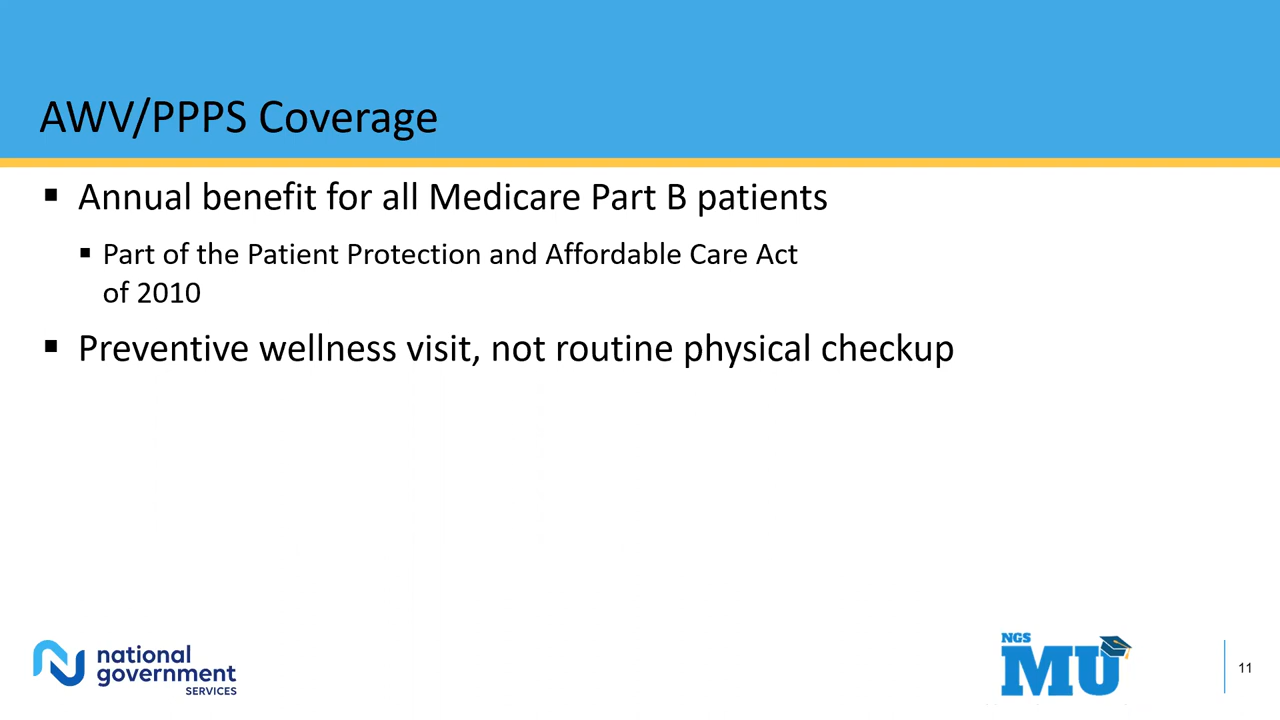 AWV/PPPS Coverage
▪ Annual benefit for all Medicare Part B patients
▪ Part of the Patient Protection and Affordable Care Act
of 2010
▪ Preventive wellness visit, not routine physical checkup
national
government
SERVICES
NGS
MU
11